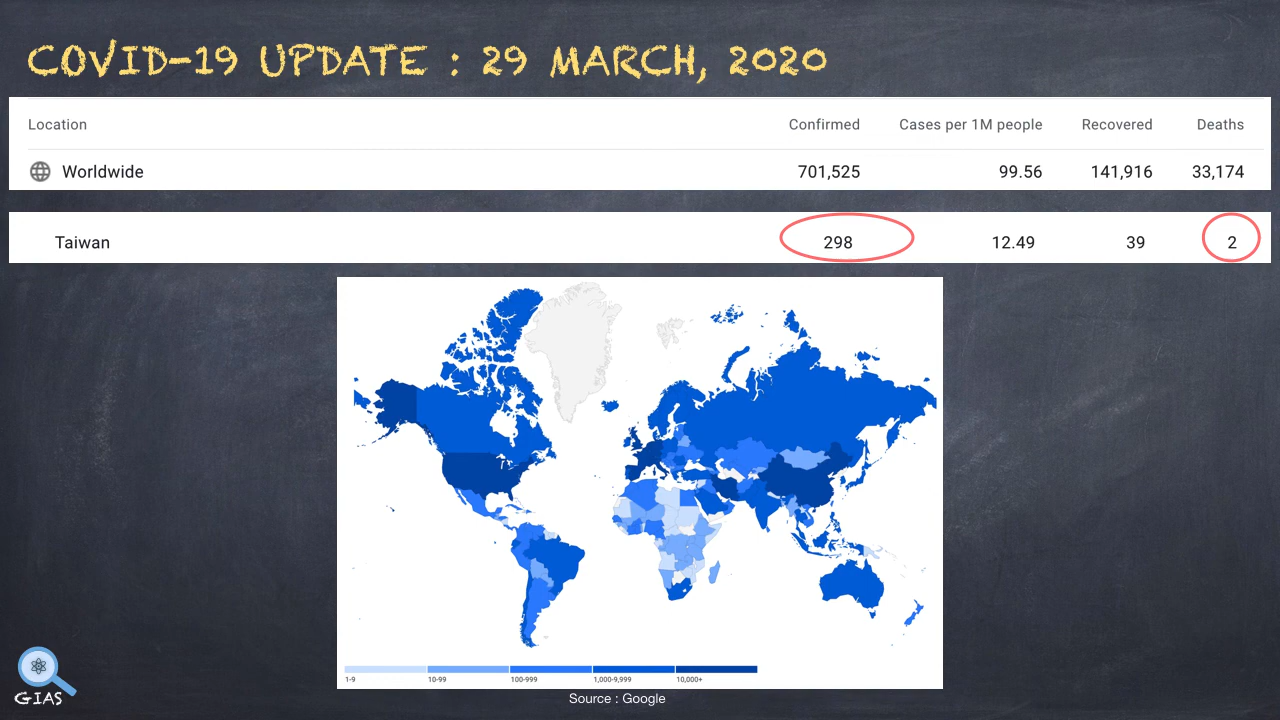 COVID-19 UPDATE : 29 MARCH, 2020
Location Confirmed Cases per 1M people Recovered Deaths
Worldwide 701,525 99.56 141,916 33,174
Taiwan 298 12.49 39 2
1-9 10-99 100-999 1,000-9,999 10,000+
GIAS
Source : Google